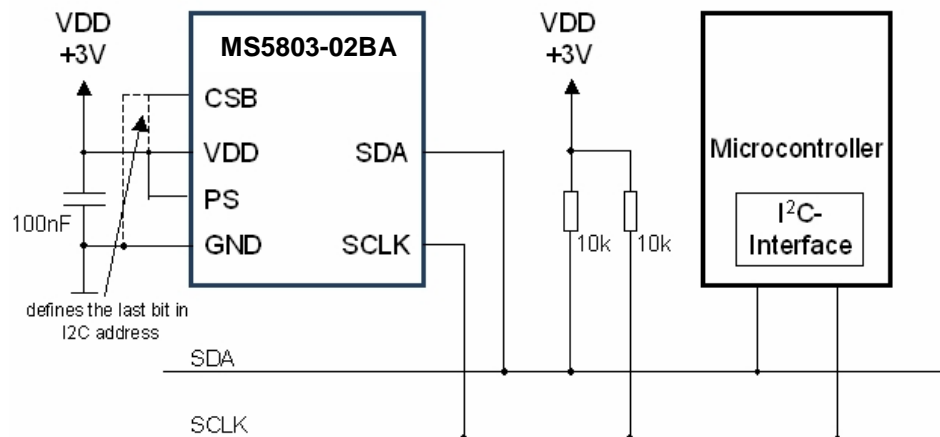 VDD
+3V
MS5803-02BA
CSB
VDD
PS
GND
SDA
SCLK
100nF
defines the last bit in
I2C address
VDD
+3V
10k
10k
Microcontroller
I²C-
Interface
SDA
SCLK